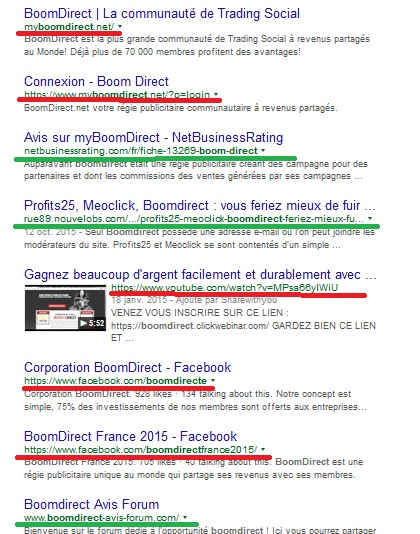 BoomDirect | La communauté de Trading Social
myboomdirect.net/
BoomDirect est la plus grande communauté de Trading Social à revenus partagés
au Monde! Déjà plus de 70 000 membres profitent des avantages!
Connexion - Boom Direct
https://www.myboomdirect.net/?p=login
BoomDirect.net votre régie publicitaire communautaire à revenus partagés.
Avis sur myBoomDirect - NetBusinessRating
netbusinessrating.com/fr/fiche-13269-boom-direct
Auparavant boomdirect était une régie publicitaire créant des campagne pour des
partenaires et dont les commissions des ventes générées par ses campagnes ...
Profits25, Meoclick, Boomdirect : vous feriez mieux de fuir ...
rue89.nouvelobs.com/.../profits25-meoclick-boomdirect-feriez-mieux-fu...
12 oct. 2015 - Seul Boomdirect possède une adresse e-mail où l'on peut joindre les
modérateurs du site. Profits25 et Meoclick se sont contentés d'un simple ...
Gagnez beaucoup d'argent facilement et durablement avec ...
https://www.youtube.com/watch?v=MPsa66yIWiU
18 janv. 2015 - Ajouté par Sharewithyou
VENEZ VOUS INSCRIRE SUR CE LIEN :
https://boomdirect.clickwebinar.com/ GARDEZ BIEN CE LIEN
ET ...
5:52
Corporation BoomDirect - Facebook
https://www.facebook.com/boomdirecte
Corporation BoomDirect. 928 likes · 134 talking about this. Notre concept est
simple, 75% des investissements de nos membres sont offerts aux entreprises...
BoomDirect France 2015 - Facebook
https://www.facebook.com/boomdirectfrance2015/
BoomDirect France 2015. 705 likes · 40 talking about this. BoomDirect est une
régie publicitaire unique au monde qui partage ses revenus avec ses membres.
Boomdirect Avis Forum
www.boomdirect-avis-forum.com/
Bienvenue sur le forum dédié à l'opportunité boomdirect ! Ici vous pourrez partager